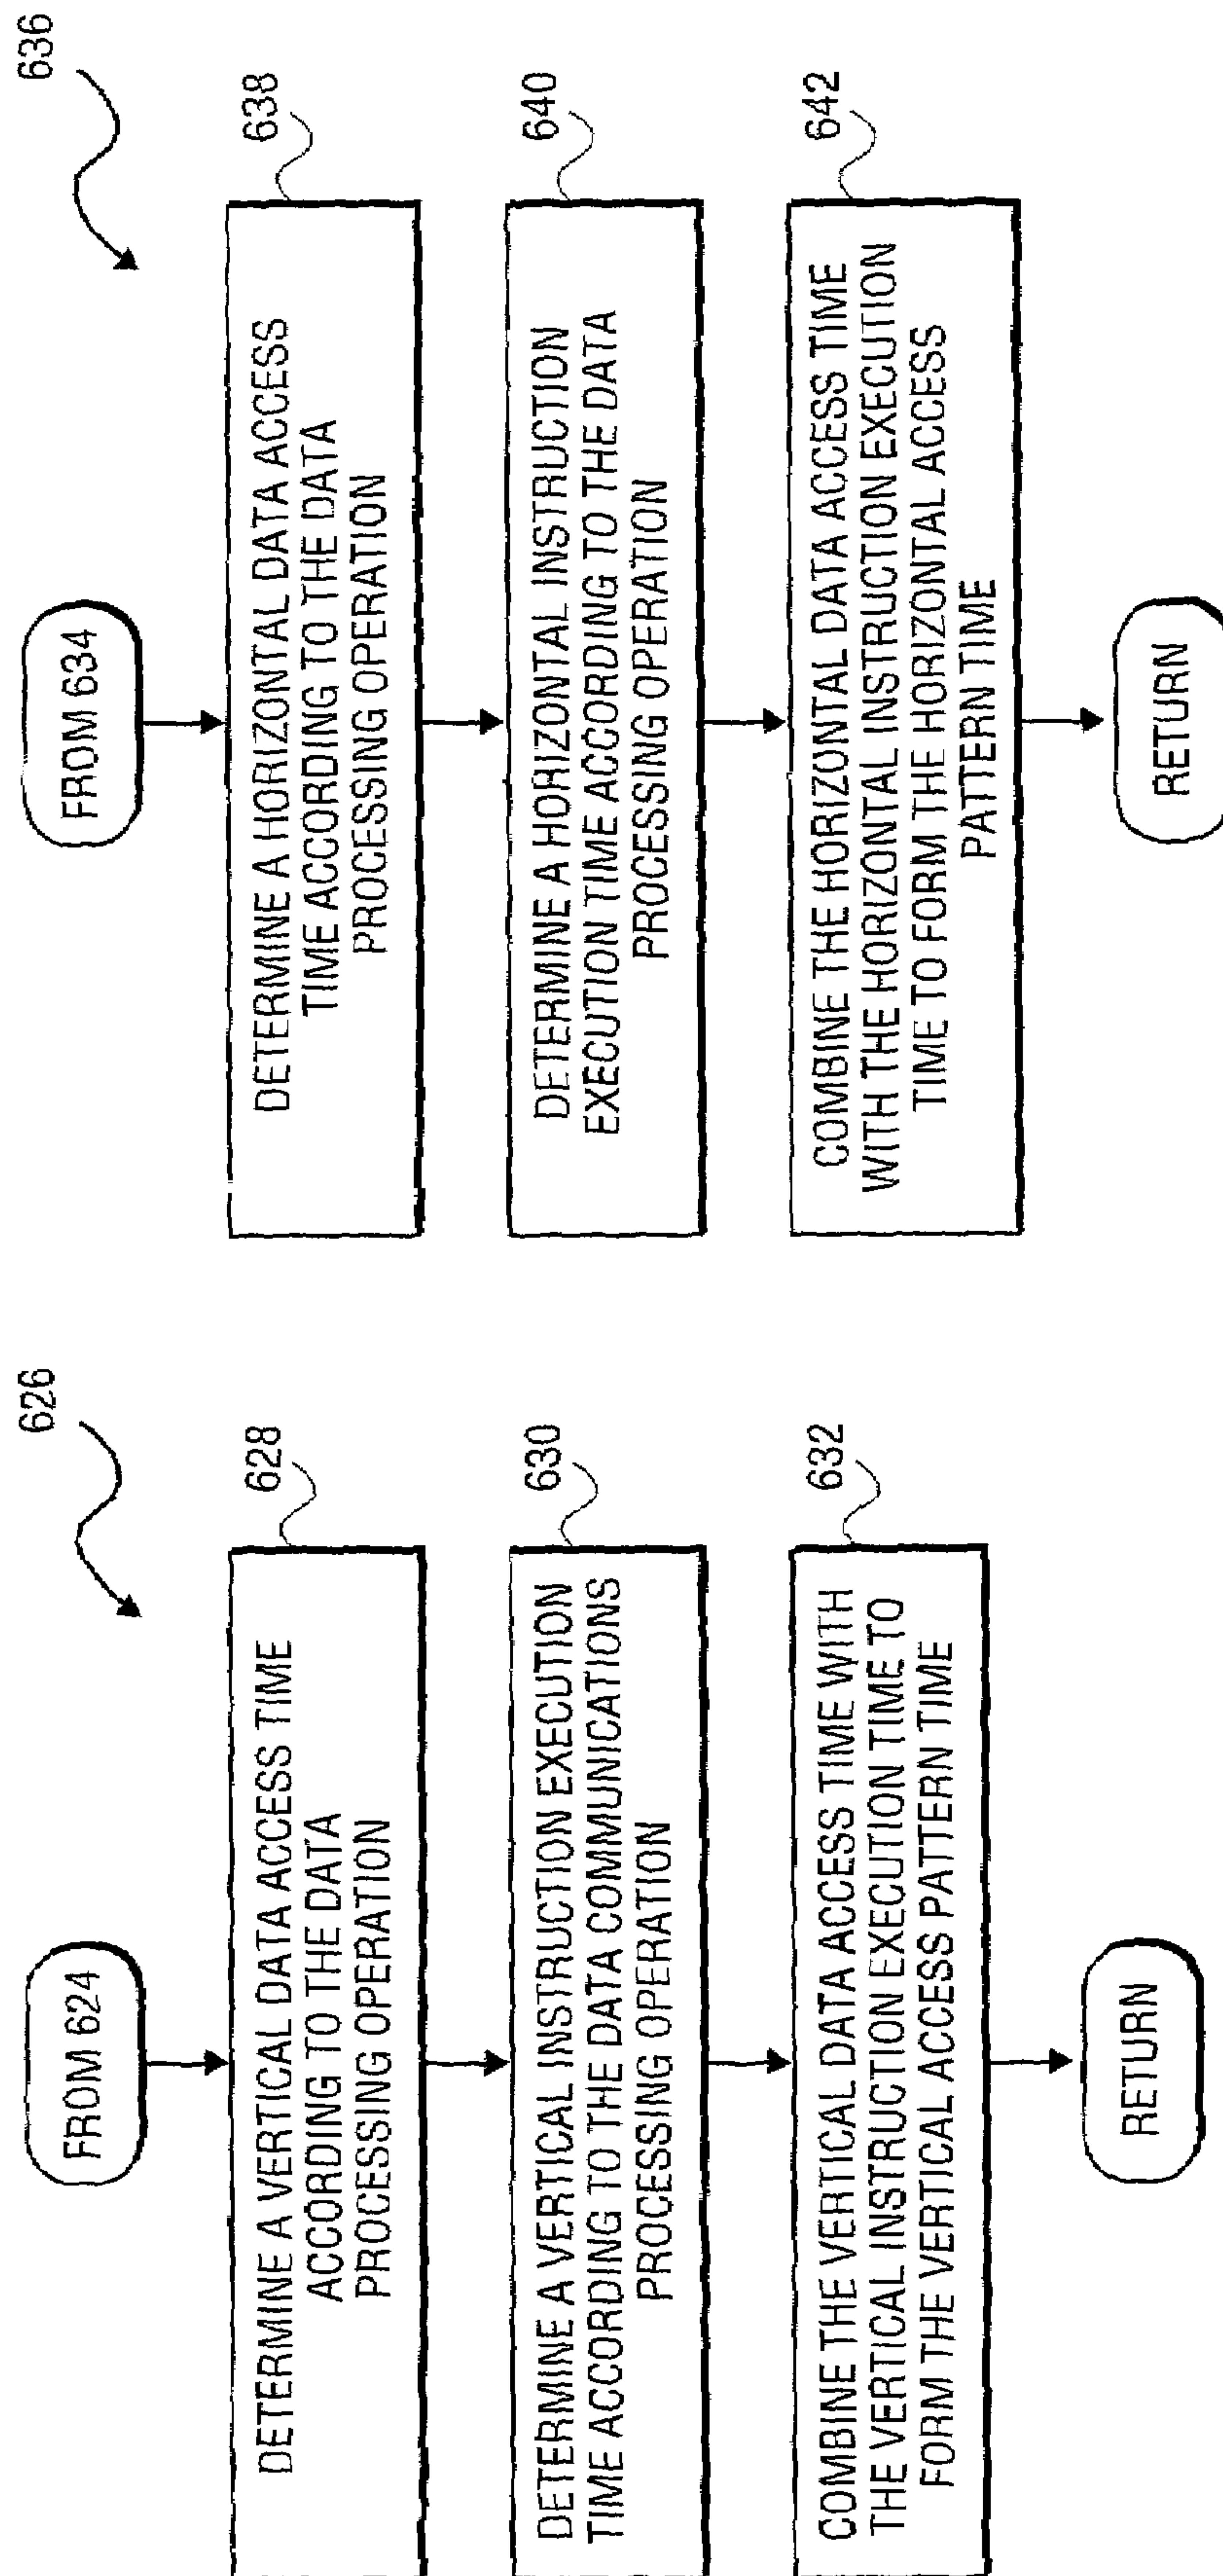 626
FROM 624
628
DETERMINE A VERTICAL DATA ACCESS TIME
ACCORDING TO THE DATA
PROCESSING OPERATION
630
DETERMINE A VERTICAL INSTRUCTION EXECUTION
TIME ACCORDING TO THE DATA COMMUNICATIONS
PROCESSING OPERATION
632
COMBINE THE VERTICAL DATA ACCESS TIME WITH
THE VERTICAL INSTRUCTION EXECUTION TIME TO
FORM THE VERTICAL ACCESS PATTERN TIME
RETURN
636
FROM 634
638
DETERMINE A HORIZONTAL DATA ACCESS
TIME ACCORDING TO THE DATA
PROCESSING OPERATION
640
DETERMINE A HORIZONTAL INSTRUCTION
EXECUTION TIME ACCORDING TO THE DATA
PROCESSING OPERATION
642
COMBINE THE HORIZONTAL DATA ACCESS TIME
WITH THE HORIZONTAL INSTRUCTION EXECUTION
TIME TO FORM THE HORIZONTAL ACCESS
PATTERN TIME
RETURN